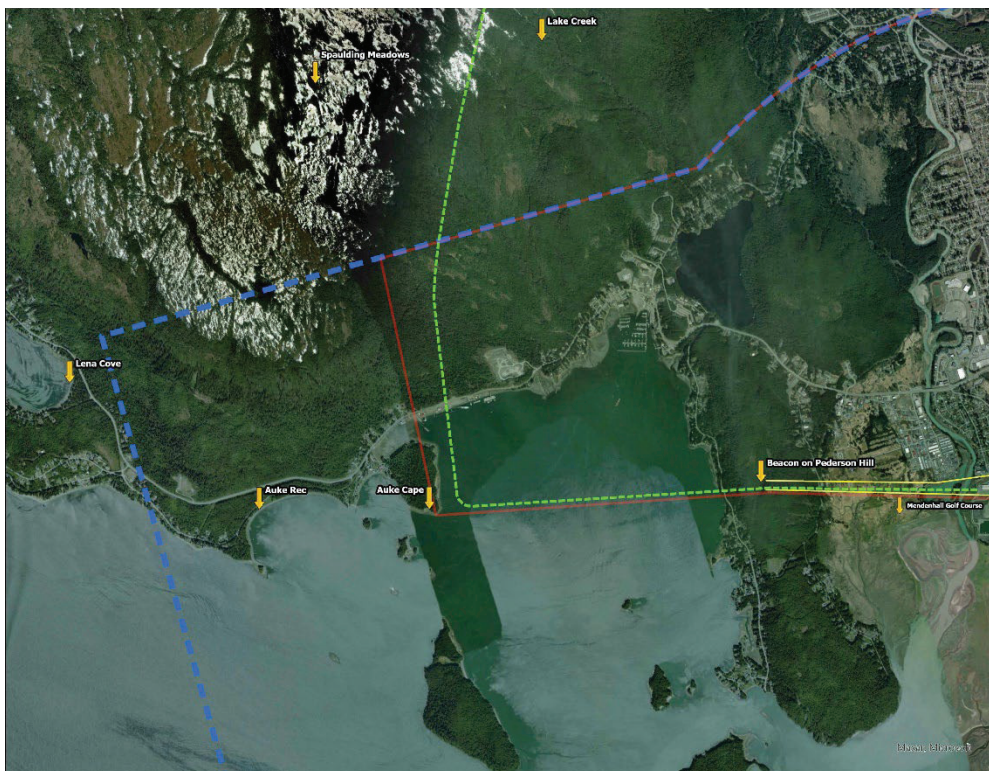 Lake Creek
Spaulding Meadows
Lena Cove
Beacon on Pederson Hill
Auke Rec
Auke Cape
Mendenhall Golf Course